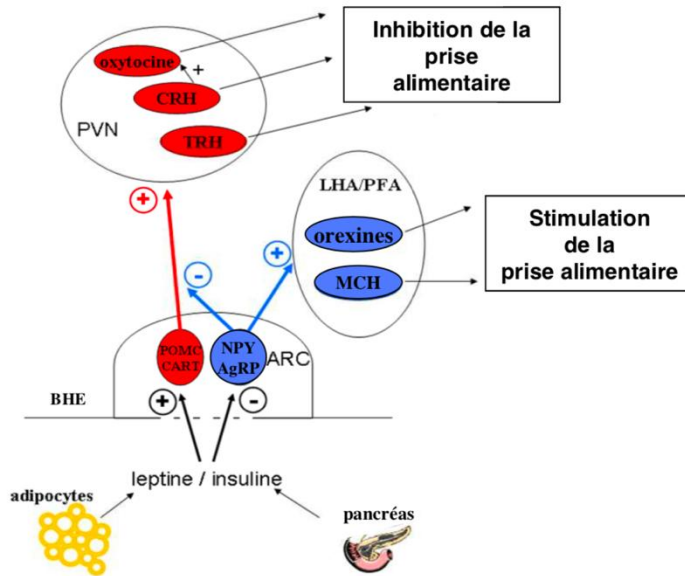 oxytocine
+
CRH
PVN
TRH
Inhibition de la
prise
alimentaire
+
LHA/PFA
orexines
MCH
Stimulation
de la
prise alimentaire
-
+
POMC
CART
NPY
AgRP
ARC
BHE
+
-
leptine / insuline
adipocytes
pancréas